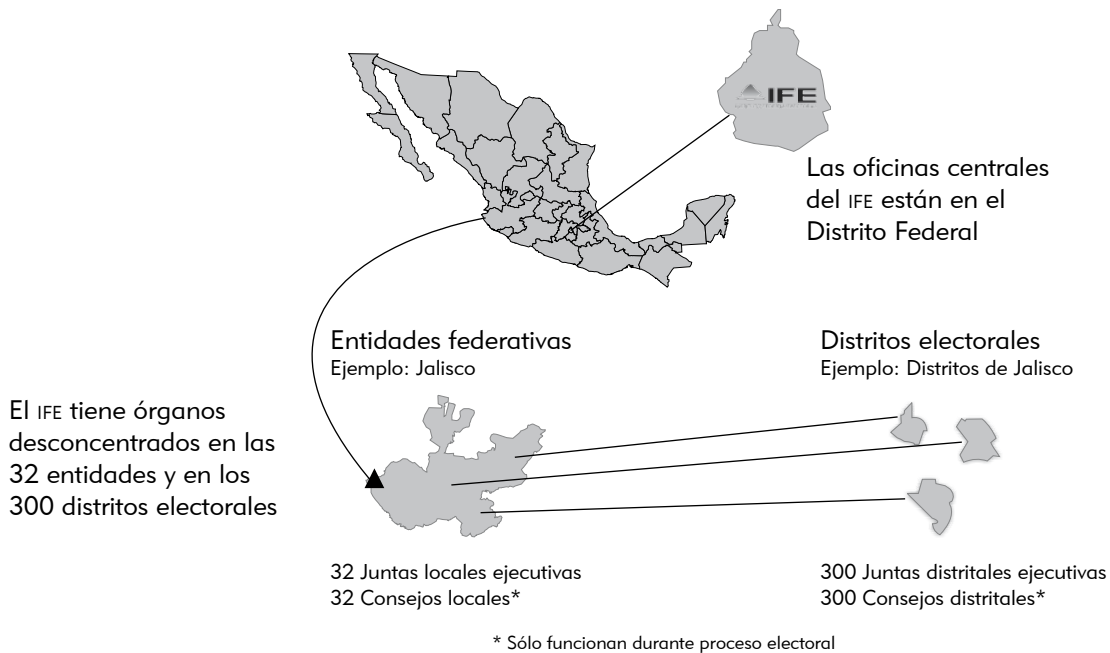 IFE
Las oficinas centrales
del IFE están en el
Distrito Federal
Entidades federativas
Ejemplo: Jalisco
Distritos electorales
Ejemplo: Distritos de Jalisco
El IFE tiene órganos
desconcentrados en las
32 entidades y en los
300 distritos electorales
32 Juntas locales ejecutivas
32 Consejos locales*
300 Juntas distritales ejecutivas
300 Consejos distritales*
* Sólo funcionan durante proceso electoral